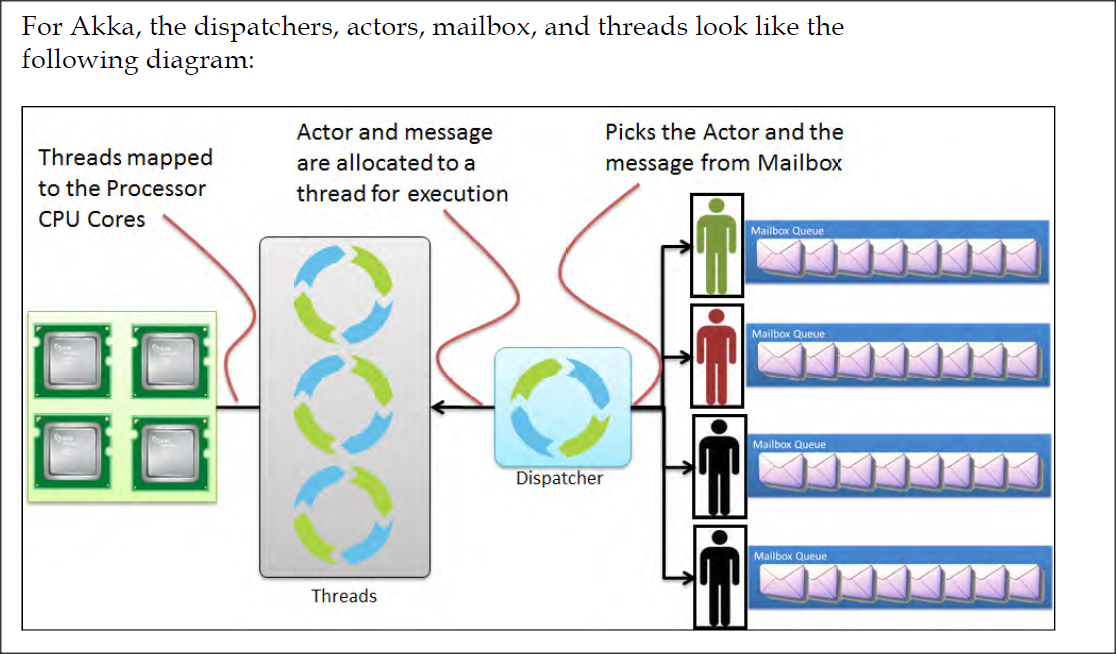 For Akka, the dispatchers, actors, mailbox, and threads look like the
following diagram:
Threads mapped
to the Processor
CPU Cores
Actor and message
are allocated to a
thread for execution
Picks the Actor and the
message from Mailbox
Mailbox Queue
Mailbox Queue
Mailbox Queue
Mailbox Queue
Dispatcher
Threads